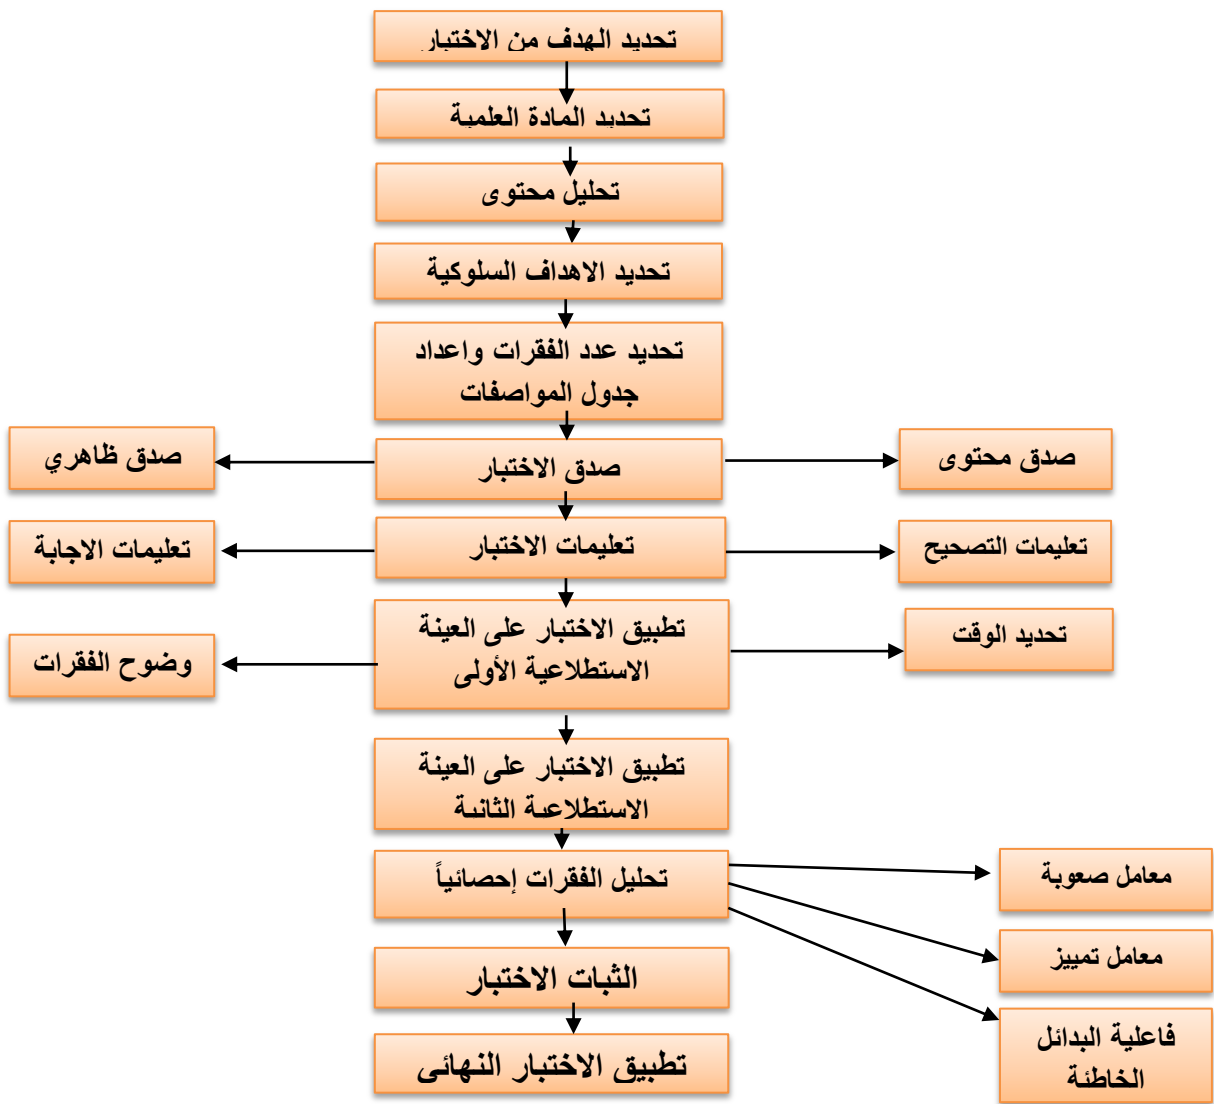 تحديد الهدف من الاختبار
تحديد المادة العلمية
تحليل محتوى
تحديد الاهداف السلوكية
تحديد عدد الفقرات واعداد
جدول المواصفات
صدق محتوى
صدق الاختبار
صدق ظاهري
تعليمات التصحيح
تعليمات الاختبار
تعليمات الاجابة
تحديد الوقت
تطبيق الاختبار على العينة
الاستطلاعية الأولى
وضوح الفقرات
تطبيق الاختبار على العينة
الاستطلاعية الثانية
تحليل الفقرات إحصائياً
معامل صعوبة
معامل تمييز
فاعلية البدائل
الخاطئة
الثبات الاختبار
تطبيق الاختبار النهائي